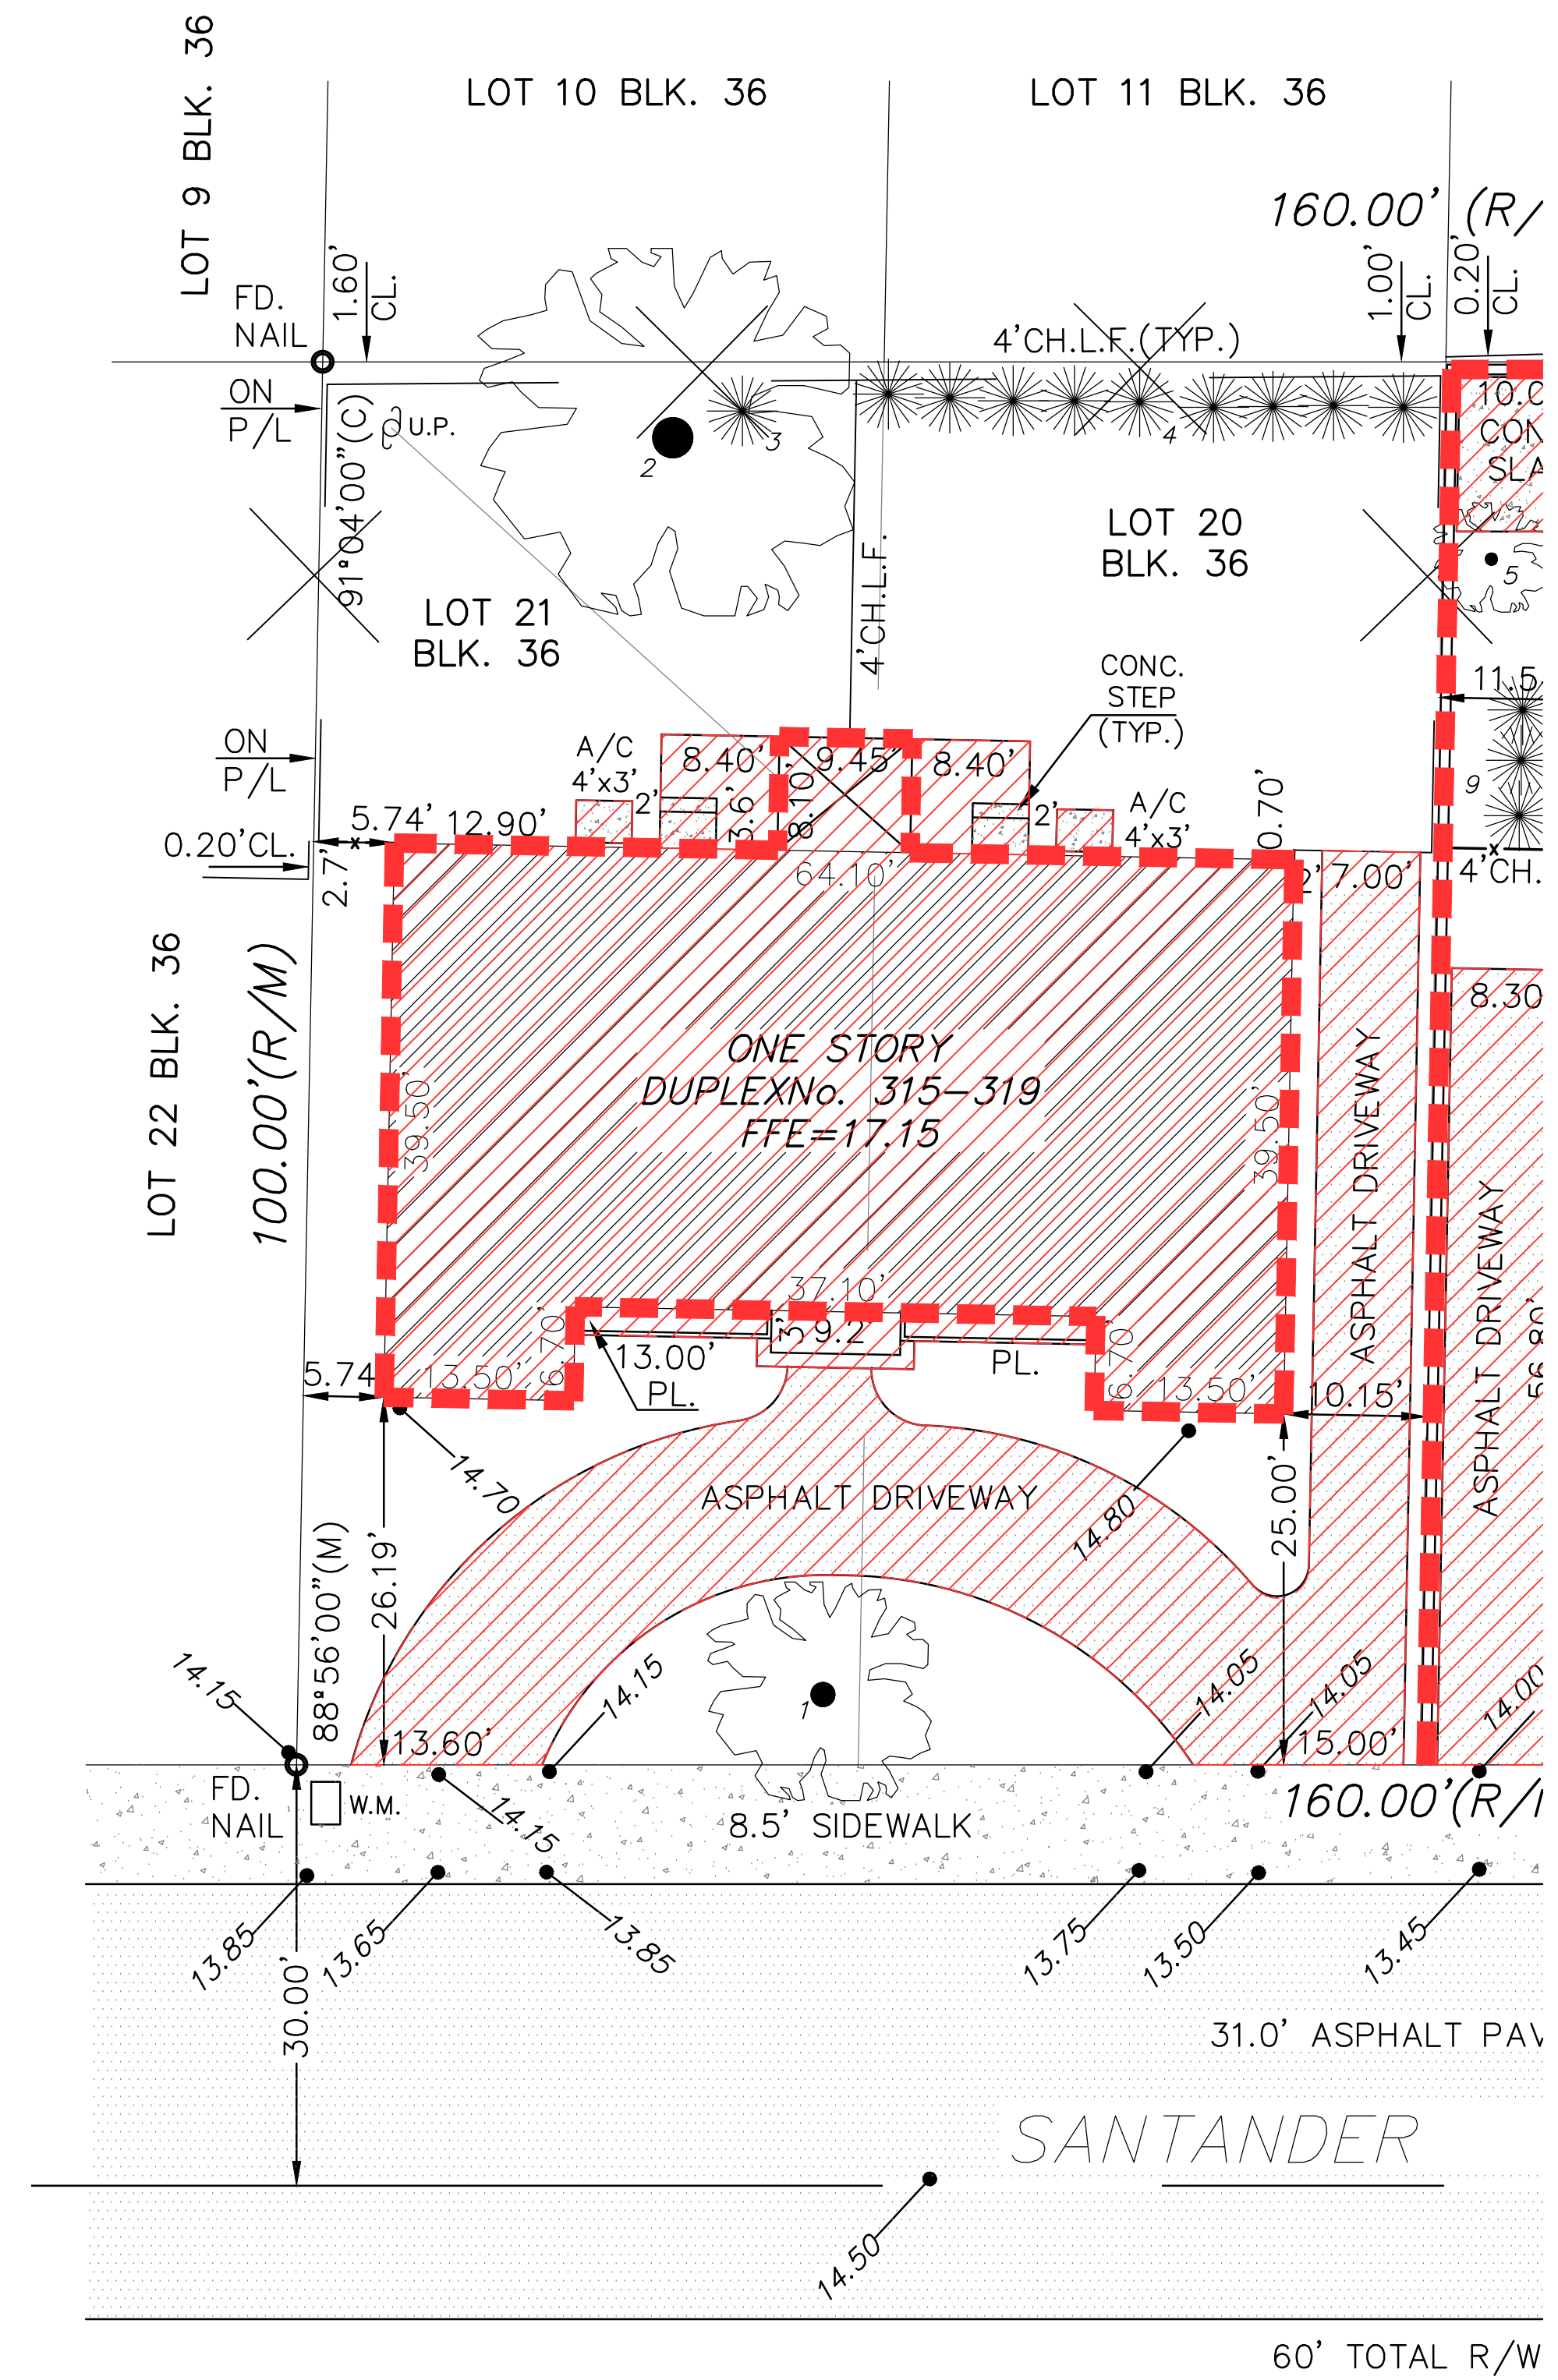 LOT 9 BLK. 36
LOT 10 BLK. 36
LOT 11 BLK. 36
160.00' (R/
FD.
NAIL
1.60'
CL.
1.00'
CL.
0.20'
CL.
4'CH.L.F.(TYP.)
ON
P/L
91°04'00"(C)
U.P.
2
3
4
10.0
CON
SLA
5
LOT 20
BLK. 36
LOT 21
BLK. 36
4'CH.L.F.
CONC.
STEP
(TYP.)
11.5
ON
P/L
A/C
4'x3'
8.40'
9.45'
8.40'
2'
3.6'
8.10'
2'
A/C
4'x3'
0.70'
9
5.74'
12.90'
0.20'CL.
2.7'
64.10'
2'
7.00'
4'CH.
LOT 22 BLK. 36
100.00'(R/M)
8.30
ONE STORY
DUPLEXNo. 315-319
FFE=17.15
39.50'
39.50'
ASPHALT DRIVEWAY
ASPHALT DRIVEWAY
56.80'
37.10'
3'
9.2'
6.70'
13.00'
PL.
PL.
6.70'
5.74
13.50'
13.50'
10.15'
14.70
ASPHALT DRIVEWAY
14.80
25.00'
26.19'
88°56'00"(M)
14.15
14.15
1
14.05
14.05
14.00
13.60'
15.00'
FD.
NAIL
W.M.
14.15
8.5' SIDEWALK
160.00'(R/
13.85
13.65
13.85
13.75
13.50
13.45
30.00'
31.0' ASPHALT PAV
SANTANDER
14.50
60' TOTAL R/W